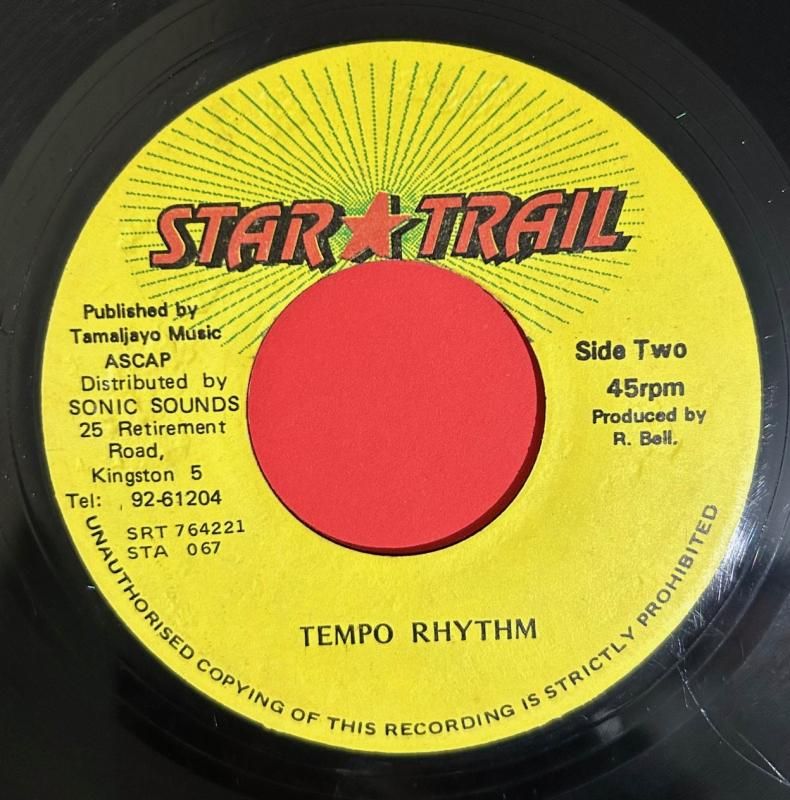 STAR TRAIL
Published by
Tamaljayo Music
ASCAP
Distributed by
SONIC SOUNDS
25 Retirement
Road,
Kingston 5
Tel: 92-61204
SRT 764221
STA 067
Side Two
45rpm
Produced by
R. Bell.
TEMPO RHYTHM
UNAUTHORISED COPYING OF THIS RECORDING IS STRICTLY PROHIBITED